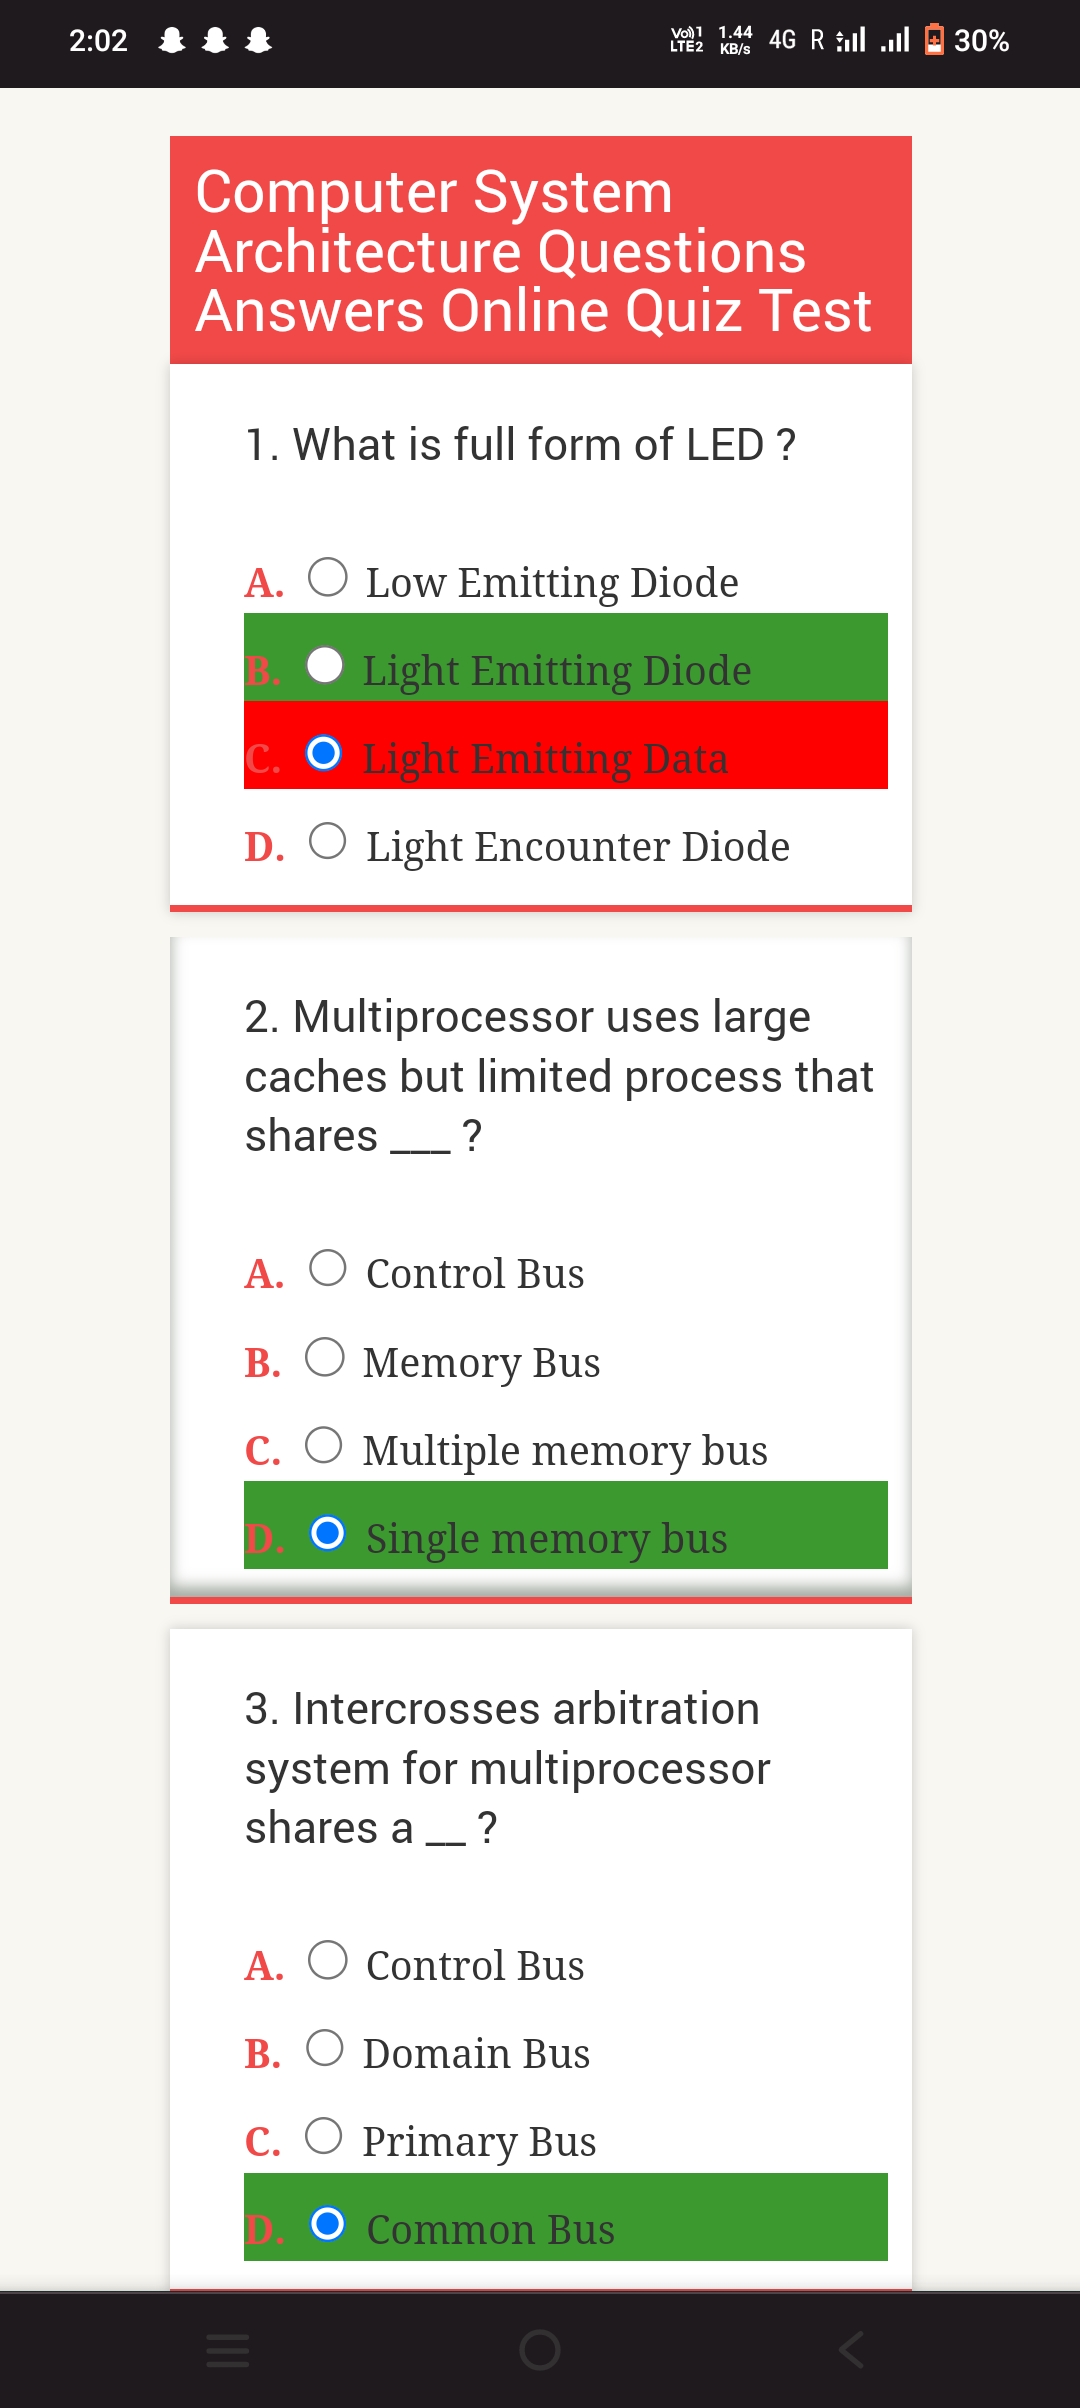 2:02
Vo)) 1
LTE2
1.44
KB/s
4G
R
30%
Computer System
Architecture Questions
Answers Online Quiz Test
1. What is full form of LED ?
A. Low Emitting Diode
B. Light Emitting Diode
C. Light Emitting Data
D. Light Encounter Diode
2. Multiprocessor uses large
caches but limited process that
shares ___ ?
A. Control Bus
B. Memory Bus
C. Multiple memory bus
D. Single memory bus
3. Intercrosses arbitration
system for multiprocessor
shares a __ ?
A. Control Bus
B. Domain Bus
C. Primary Bus
D. Common Bus